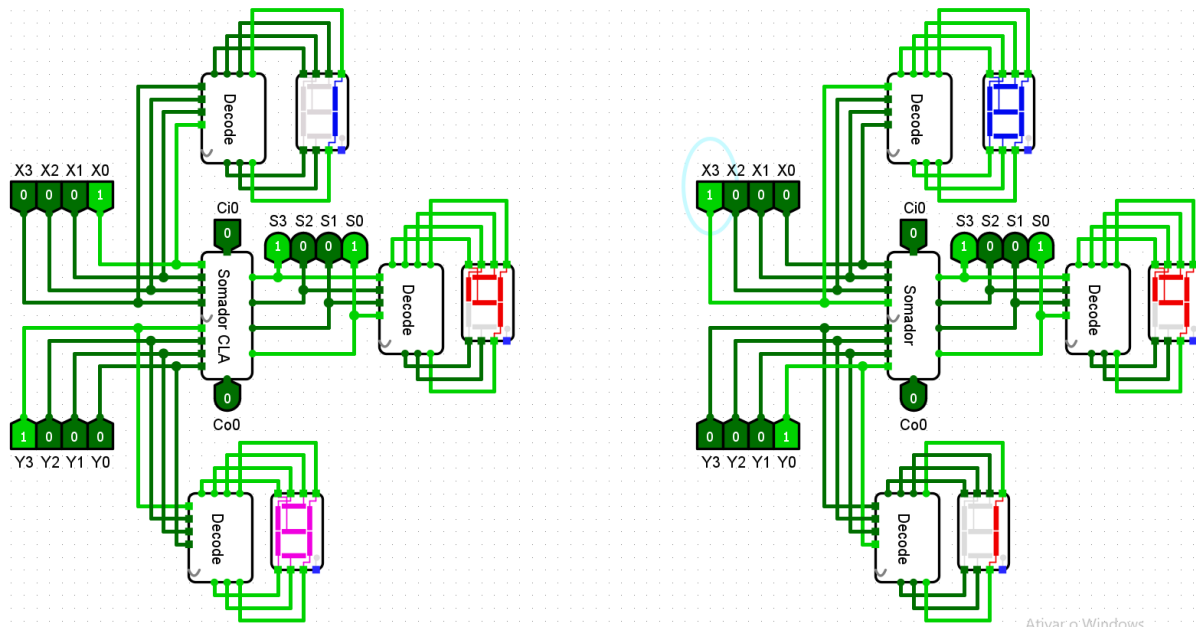 Decode
Decode
X3 X2 X1 X0
0 0 0 1
X3 X2 X1 X0
1 0 0 0
Ci0
0
S3 S2 S1 S0
1 0 0 1
Ci0
0
S3 S2 S1 S0
1 0 0 1
Somador CLA
Decode
Somador
Decode
0
Co0
0
Co0
1 0 0 0
Y3 Y2 Y1 Y0
0 0 0 1
Y3 Y2 Y1 Y0
Decode
Decode
Ativar o Windows